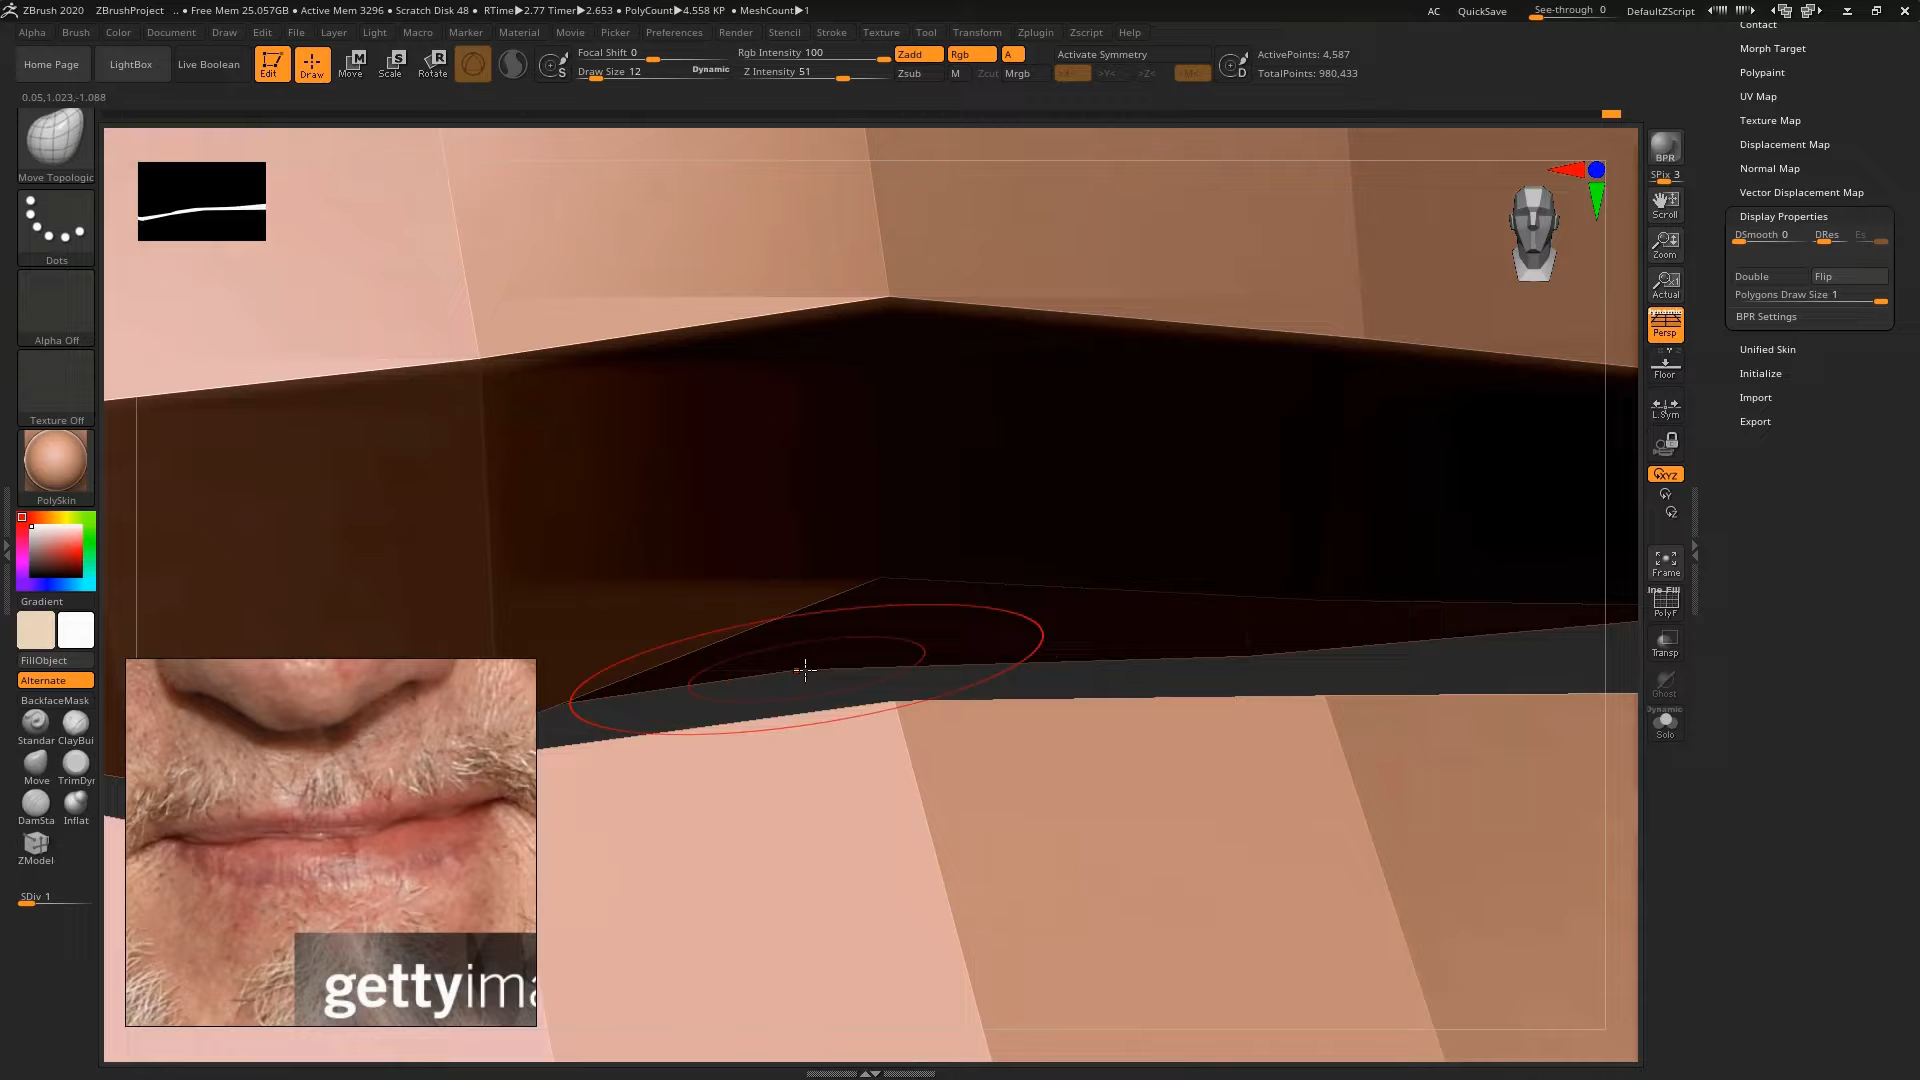 ZBrush 2020 ZBrushProject .. ● Free Mem 25.057GB ● Active Mem 3296 ● Scratch Disk 48 ● RTime▶2.77 Timer▶2.653 ● PolyCount▶4.558 KP ● MeshCount▶1 AC QuickSave See-through 0 DefaultZScript
Alpha Brush Color Document Draw Edit File Layer Light Macro Marker Material Movie Picker Preferences Render Stencil Stroke Texture Tool Transform Zplugin Zscript Help
Home Page LightBox Live Boolean Edit Draw Move Scale Rotate
Focal Shift 0
Draw Size 12 Dynamic
Rgb Intensity 100
Z Intensity 51
Zadd Rgb A
Zsub M Zcut Mrgb
Activate Symmetry
>X< >Y< >Z< >M<
ActivePoints: 4,587
TotalPoints: 980,433
0.05,1.023,-1.088
Move Topologic
Dots
Alpha Off
Texture Off
PolySkin
Gradient
FillObject
Alternate
BackfaceMask
Standar ClayBui
Move TrimDyn
DamSta Inflat
ZModel
SDiv 1
gettyima
BPR
SPix 3
Scroll
Zoom
Actual
Dynamic
Persp
Floor
L.Sym
XYZ
Y
Z
Frame
Line Fill
PolyF
Transp
Ghost
Dynamic
Solo
Contact
Morph Target
Polypaint
UV Map
Texture Map
Displacement Map
Normal Map
Vector Displacement Map
Display Properties
DSmooth 0 DRes Es
Double Flip
Polygons Draw Size 1
BPR Settings
Unified Skin
Initialize
Import
Export